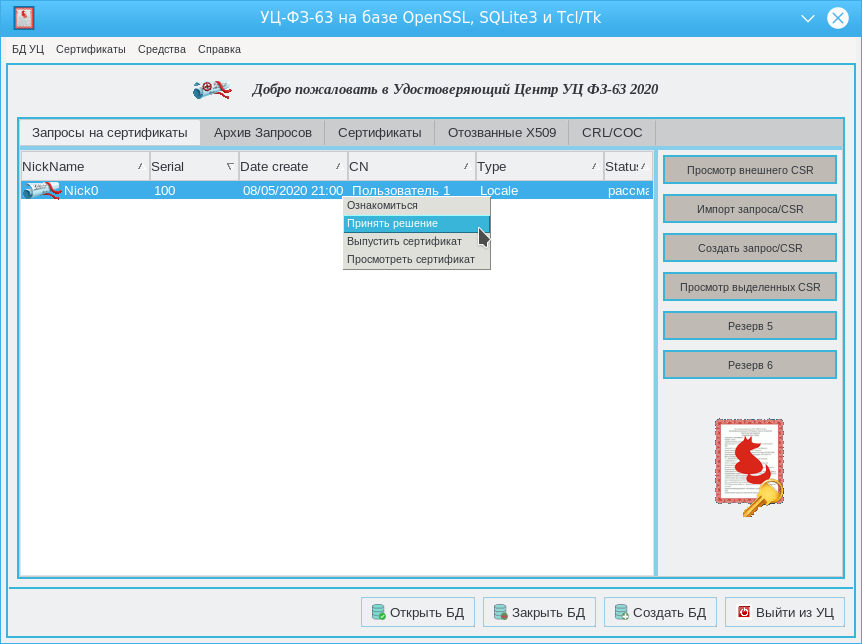 УЦ-ФЗ-63 на базе OpenSSL, SQLite3 и Tcl/Tk
БД УЦ Сертификаты Средства Справка
Добро пожаловать в Удостоверяющий Центр УЦ ФЗ-63 2020
Запросы на сертификаты Архив Запросов Сертификаты Отозванные X509 CRL/СОС
NickName Serial Date create CN Type Status
Nick0 100 08/05/2020 21:00 Пользователь 1 Locale рассма
Ознакомиться
Принять решение
Выпустить сертификат
Просмотреть сертификат
Просмотр внешнего CSR
Импорт запроса/CSR
Создать запрос/CSR
Просмотр выделенных CSR
Резерв 5
Резерв 6
Открыть БД Закрыть БД Создать БД Выйти из УЦ